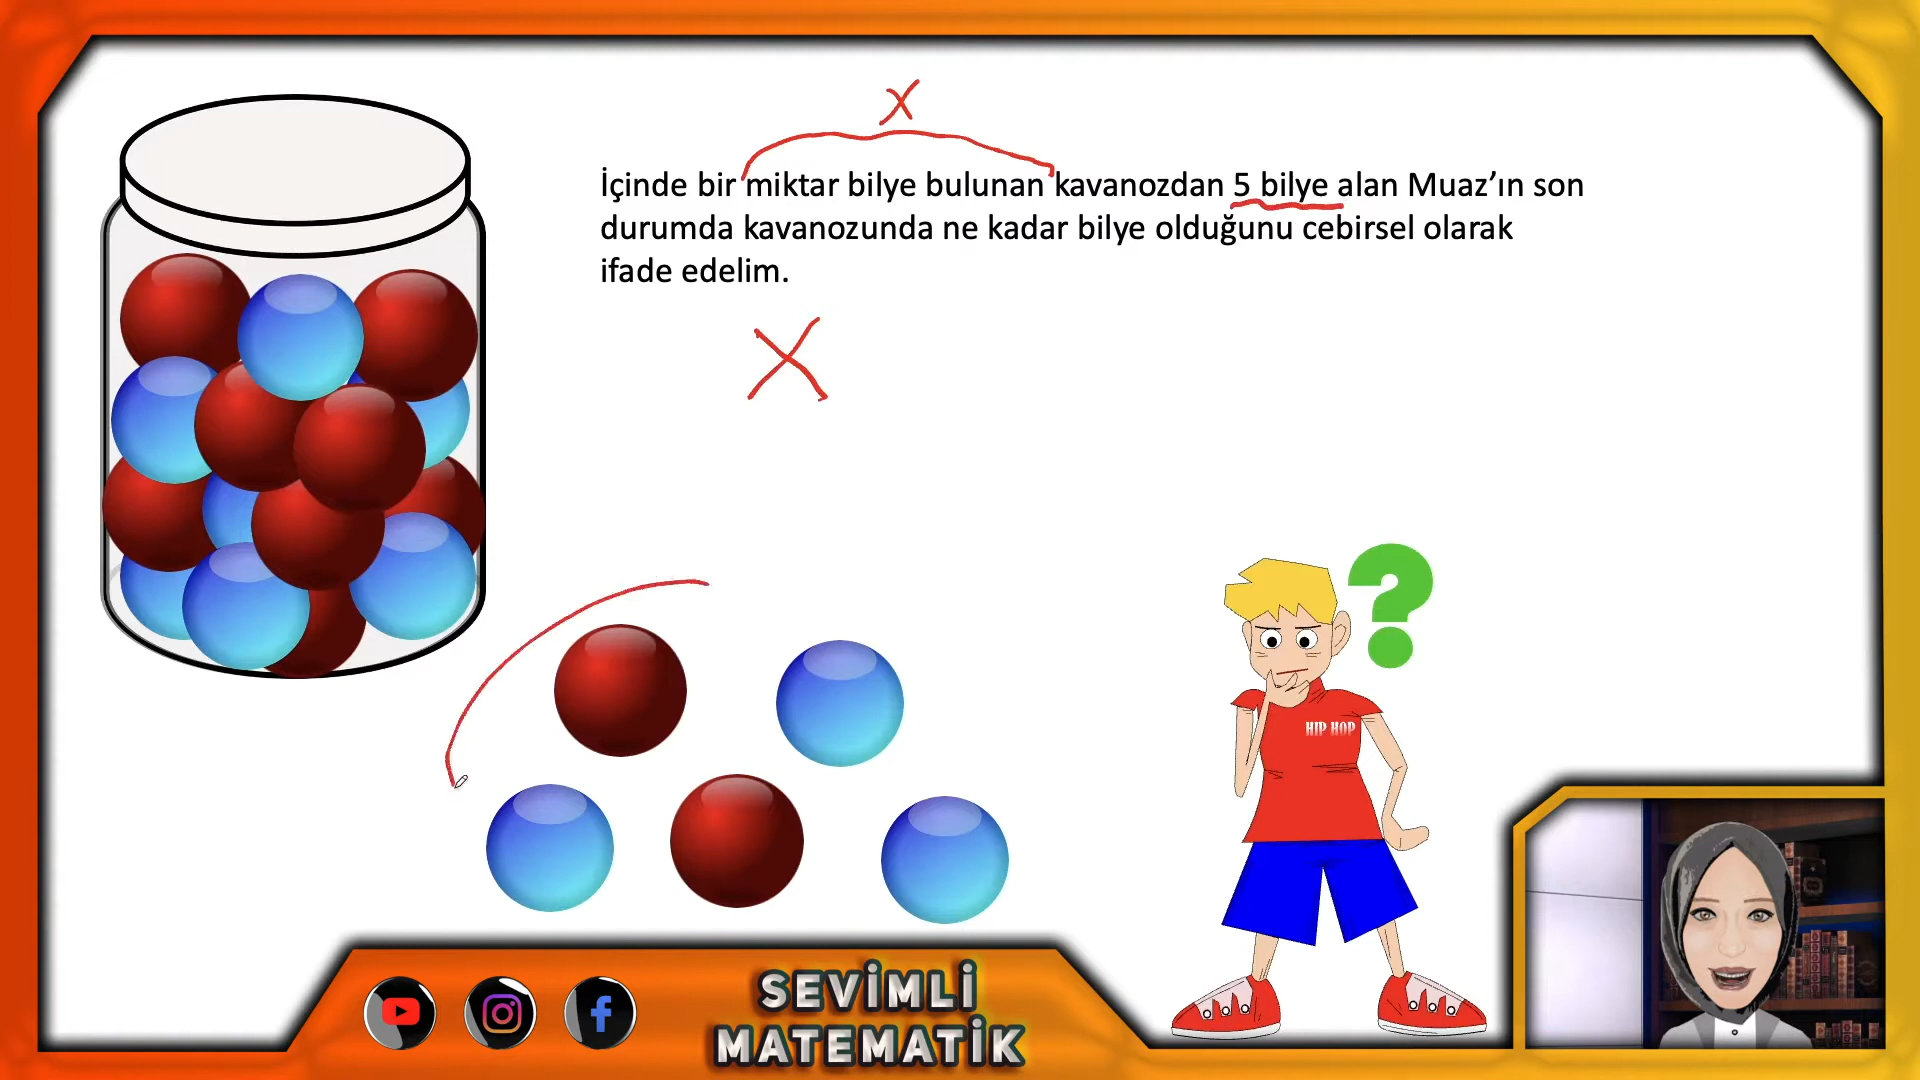 x
İçinde bir miktar bilye bulunan kavanozdan 5 bilye alan Muaz’ın son
durumda kavanozunda ne kadar bilye olduğunu cebirsel olarak
ifade edelim.
X
?
HIP HOP
SEVİMLİ
MATEMATİK